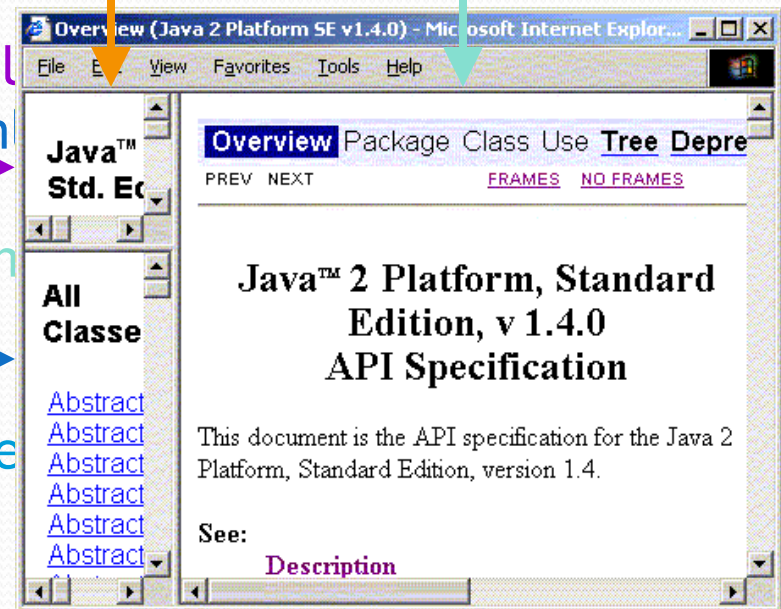 Overview (Java 2 Platform SE v1.4.0) - Microsoft Internet Explor...
File View Favorites Tools Help
Java™
Std. Ec
All
Classe
Abstract
Abstract
Abstract
Abstract
Abstract
Abstract
Overview Package Class Use Tree Depre
PREV NEXT FRAMES NO FRAMES
Java™ 2 Platform, Standard
Edition, v 1.4.0
API Specification
This document is the API specification for the Java 2
Platform, Standard Edition, version 1.4.
See:
Description